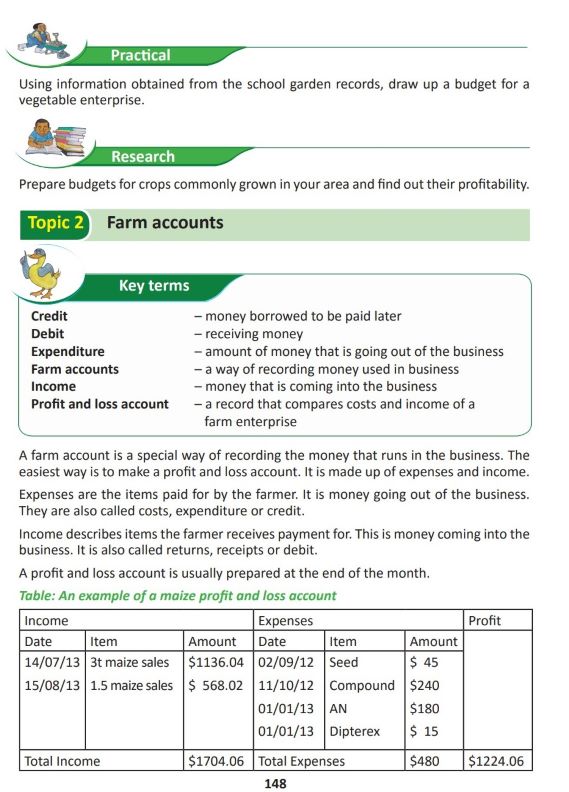 Practical
Using information obtained from the school garden records, draw up a budget for a
vegetable enterprise.
Research
Prepare budgets for crops commonly grown in your area and find out their profitability.
Topic 2 Farm accounts
Key terms
Credit – money borrowed to be paid later
Debit – receiving money
Expenditure – amount of money that is going out of the business
Farm accounts – a way of recording money used in business
Income – money that is coming into the business
Profit and loss account – a record that compares costs and income of a
farm enterprise
A farm account is a special way of recording the money that runs in the business. The
easiest way is to make a profit and loss account. It is made up of expenses and income.
Expenses are the items paid for by the farmer. It is money going out of the business.
They are also called costs, expenditure or credit.
Income describes items the farmer receives payment for. This is money coming into the
business. It is also called returns, receipts or debit.
A profit and loss account is usually prepared at the end of the month.
Table: An example of a maize profit and loss account
Income Expenses Profit
Date Item Amount Date Item Amount
14/07/13 3t maize sales $1136.04 02/09/12 Seed $ 45
15/08/13 1.5 maize sales $ 568.02 11/10/12 Compound $240
01/01/13 AN $180
01/01/13 Dipterex $ 15
Total Income $1704.06 Total Expenses $480 $1224.06
148